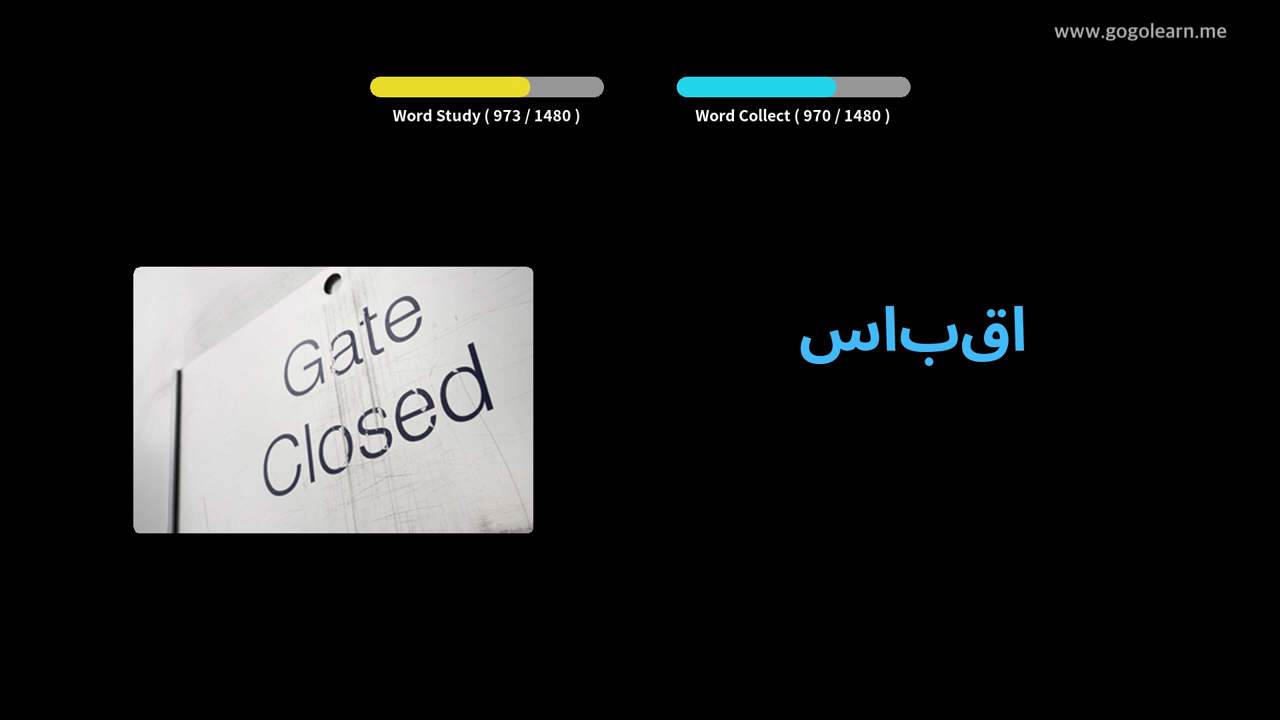 www.gogolearn.me
Word Study ( 973 / 1480 )
Word Collect ( 970 / 1480 )
Gate
Closed
اق‌ب‌اس